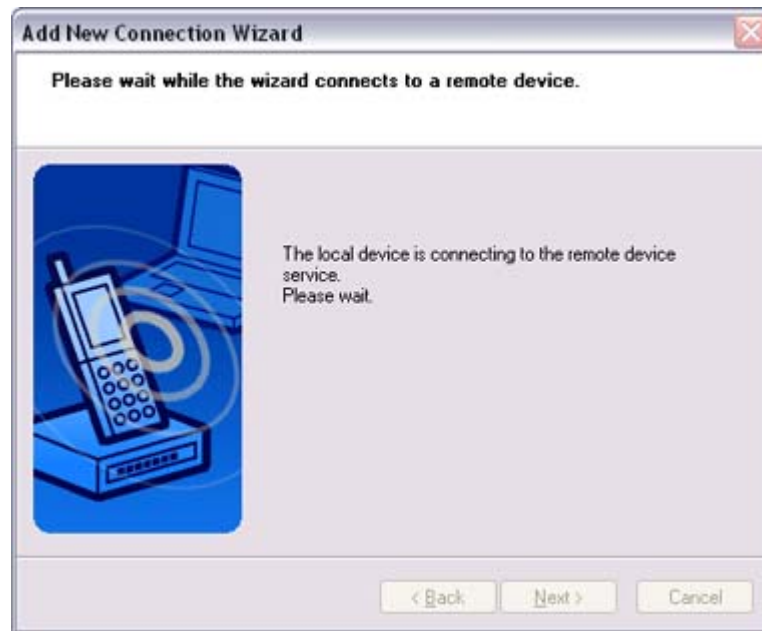 Add New Connection Wizard
Please wait while the wizard connects to a remote device.
The local device is connecting to the remote device
service.
Please wait.
< Back
Next >
Cancel